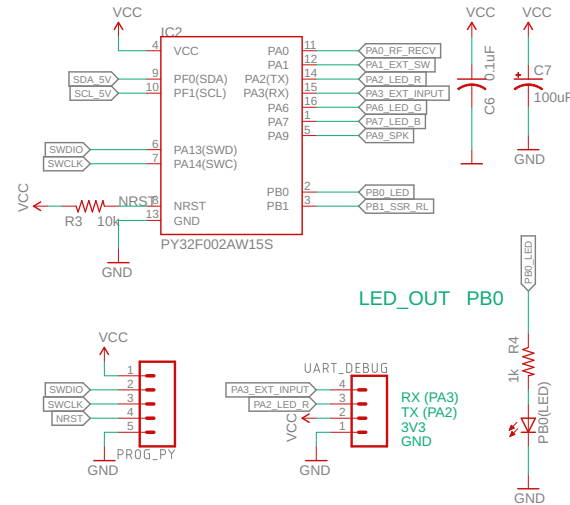 VCC
IC2
4
VCC
SDA_5V
9
PF0(SDA)
SCL_5V
10
PF1(SCL)
SWDIO
6
PA13(SWD)
SWCLK
7
PA14(SWC)
VCC
R3
10k
NRST
8
NRST
13
GND
GND
PA0
11
PA0_RF_RECV
PA1
12
PA1_EXT_SW
PA2(TX)
14
PA2_LED_R
PA3(RX)
15
PA3_EXT_INPUT
PA6
16
PA6_LED_G
PA7
1
PA7_LED_B
PA9
5
PA9_SPK
PB0
2
PB0_LED
PB1
3
PB1_SSR_RL
PY32F002AW15S
VCC
0.1uF
C6
VCC
C7
100uF
GND
LED_OUT PB0
PB0_LED
R4
1k
PB0(LED)
GND
VCC
1
SWDIO
2
SWCLK
3
NRST
4
5
GND
PROG_PY
UART_DEBUG
PA3_EXT_INPUT
4
PA2_LED_R
3
VCC
2
1
GND
RX (PA3)
TX (PA2)
3V3
GND